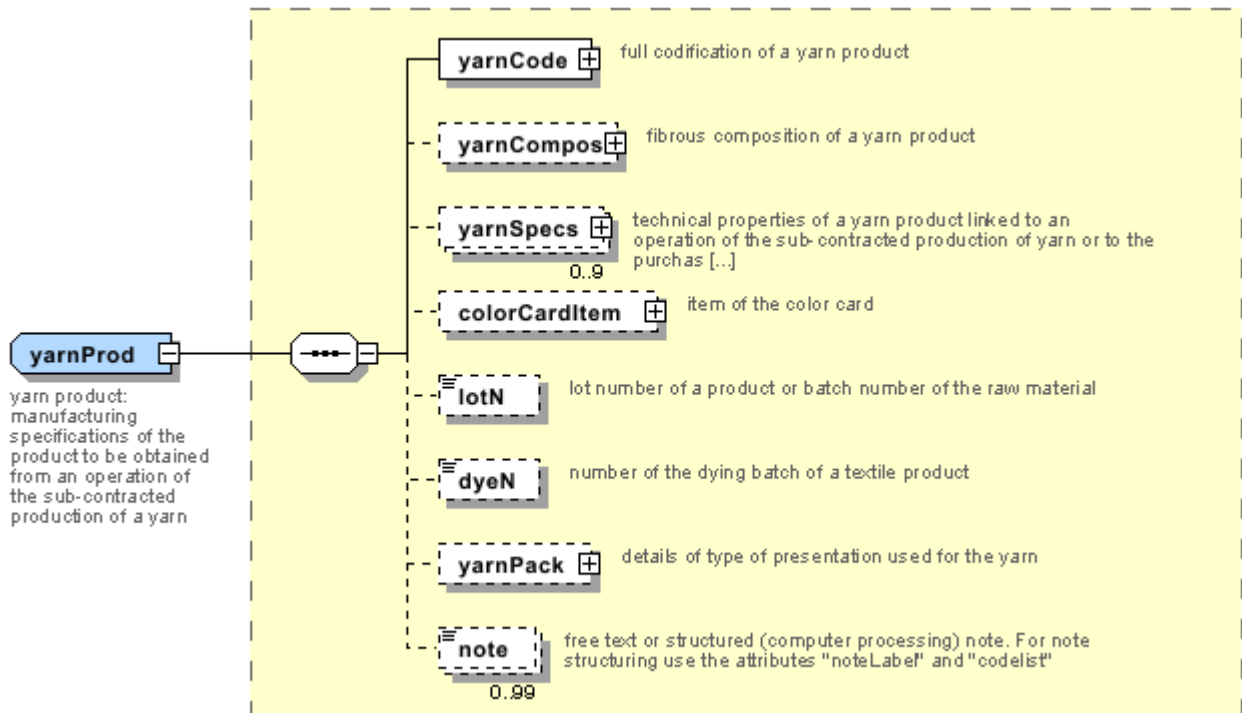 yarnCode
full codification of a yarn product
yarnCompos
fibrous composition of a yarn product
yarnSpecs
technical properties of a yarn product linked to an
operation of the sub-contracted production of yarn or to the
purchas [...]
0..9
colorCardItem
item of the color card
yarnProd
yarn product:
manufacturing
specifications of the
product to be obtained
from an operation of
the sub-contracted
production of a yarn
lotN
lot number of a product or batch number of the raw material
dyeN
number of the dying batch of a textile product
yarnPack
details of type of presentation used for the yarn
note
free text or structured (computer processing) note. For note
structuring use the attributes "noteLabel" and "codelist"
0..99